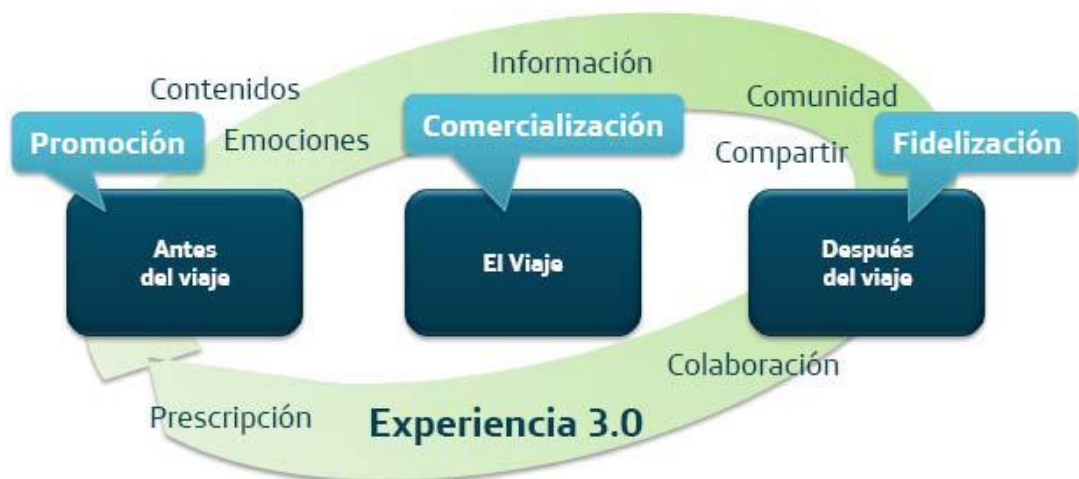 Información
Contenidos
Comunidad
Promoción
Emociones
Comercialización
Compartir
Fidelización
Antes
del viaje
El Viaje
Después
del viaje
Colaboración
Prescripción
Experiencia 3.0